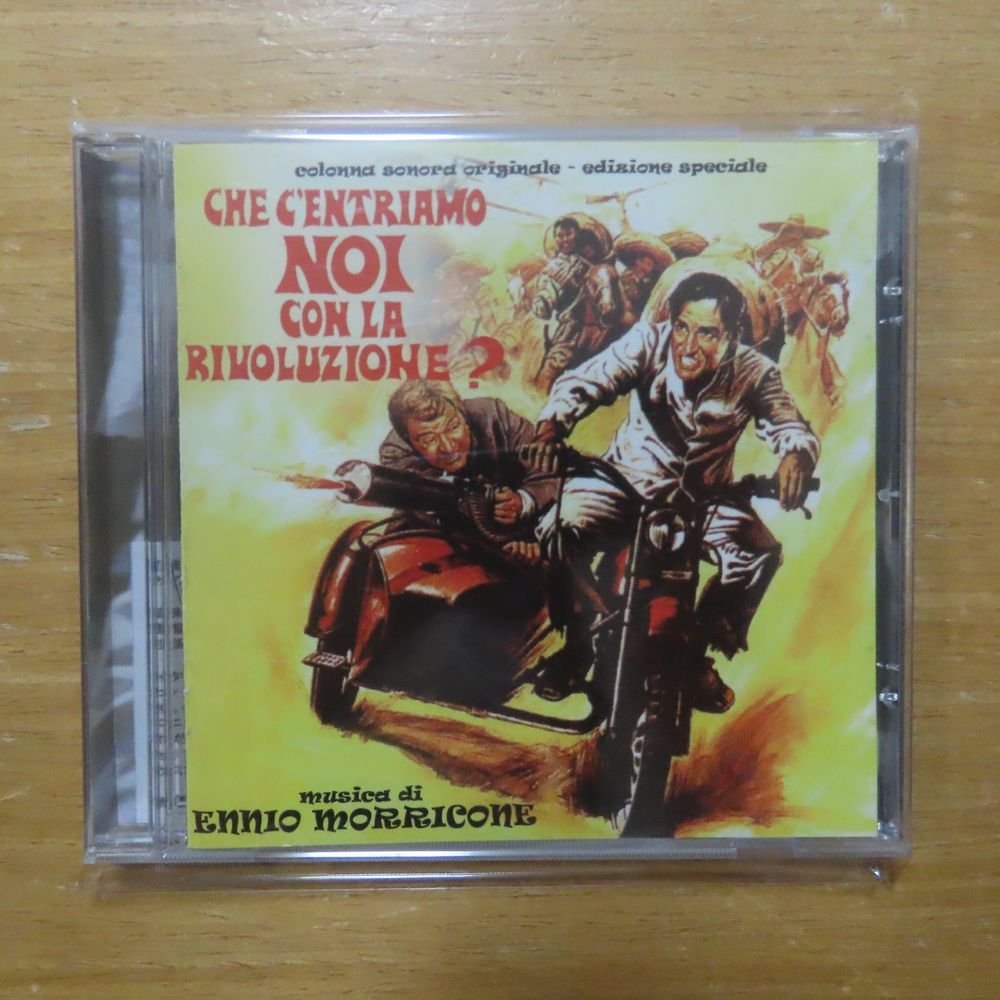 colonna sonora originale - edizione speciale
CHE C'ENTRIAMO
NOI
CON LA
RIVOLUZIONE?
musica di
ENNIO MORRICONE